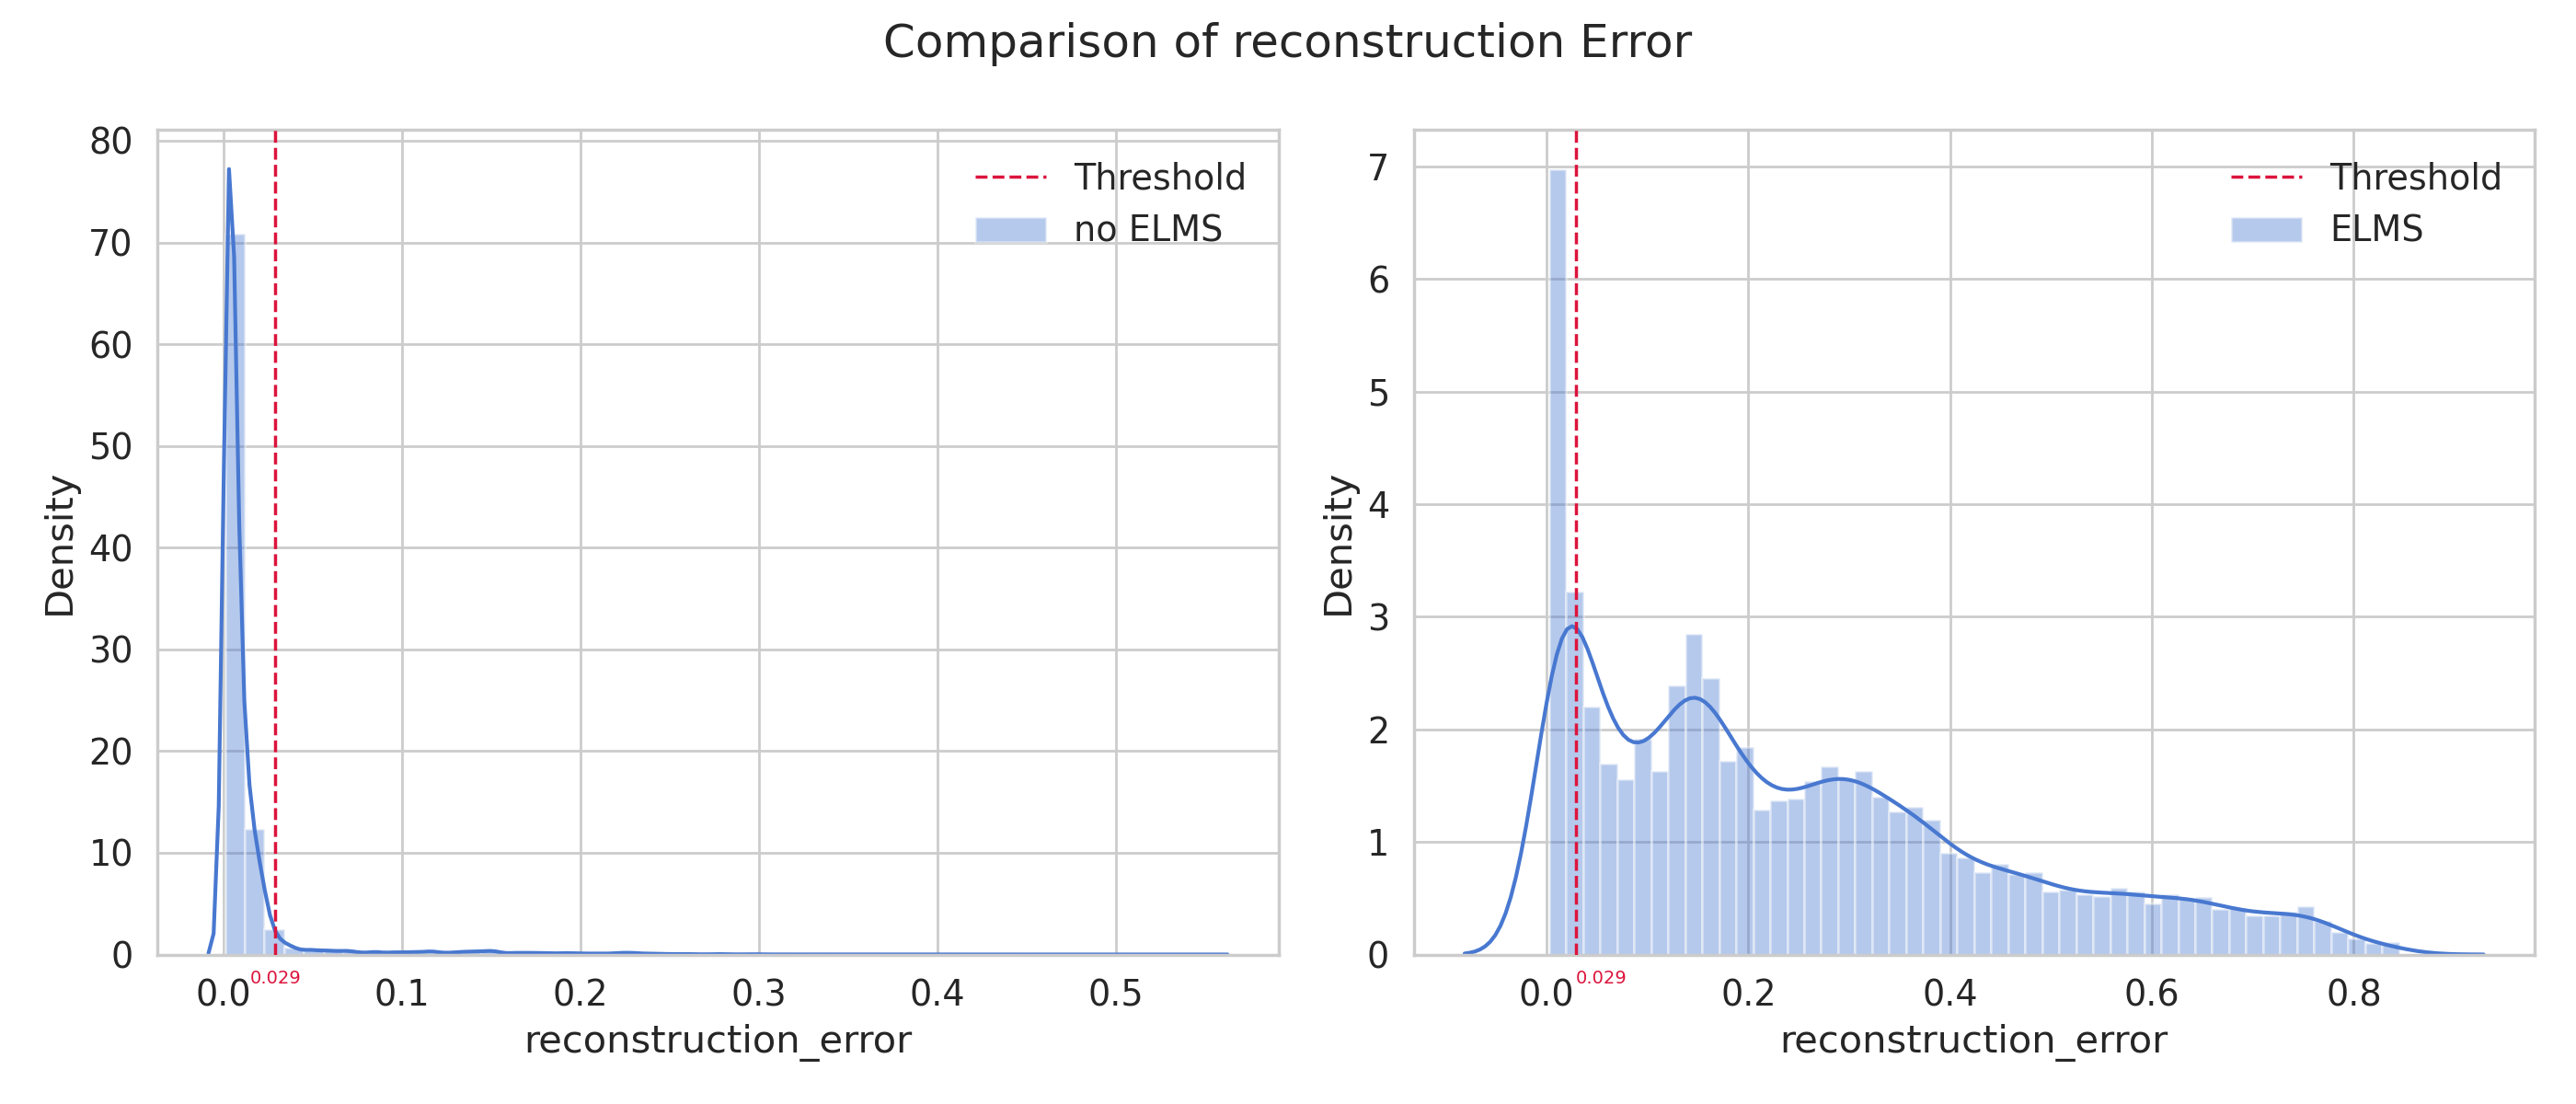 Comparison of reconstruction Error
80
70
60
50
40
30
20
10
0
Density
Threshold
no ELMS
0.029
0.0 0.1 0.2 0.3 0.4 0.5
reconstruction_error
7
6
5
4
3
2
1
0
Density
Threshold
ELMS
0.029
0.0 0.2 0.4 0.6 0.8
reconstruction_error